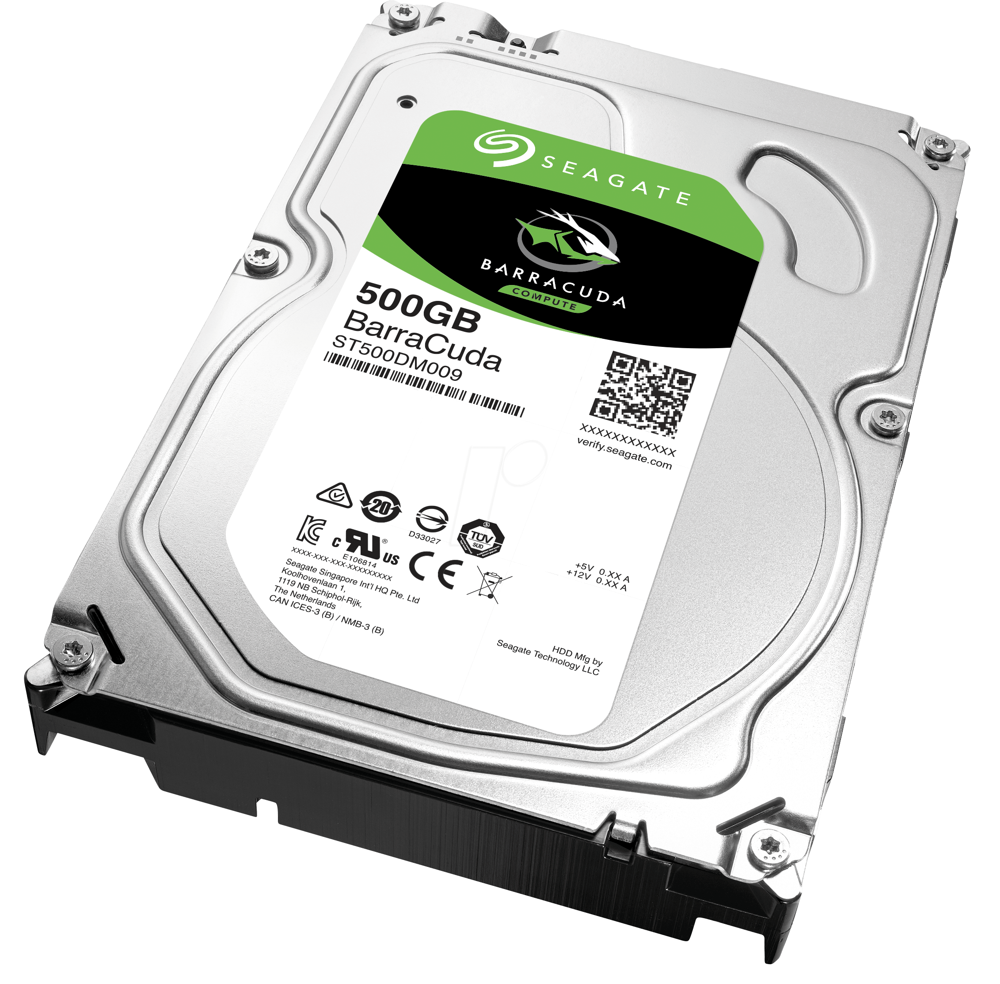 SEAGATE
BARRACUDA
COMPUTE
500GB
BarraCuda
ST500DM009
XXXXXXXXXXXX
verify.seagate.com
20
D33027
TÜV
SÜD
c RU ® US
E106814
CE
XXXX-XXX-XXX-XXXXXXXXX
Seagate Singapore Int'l HQ Pte. Ltd
Koolhovenlaan 1,
1119 NB Schiphol-Rijk,
The Netherlands
CAN ICES-3 (B) / NMB-3 (B)
+5V 0.XX A
+12V 0.XX A
HDD Mfg by
Seagate Technology LLC
r